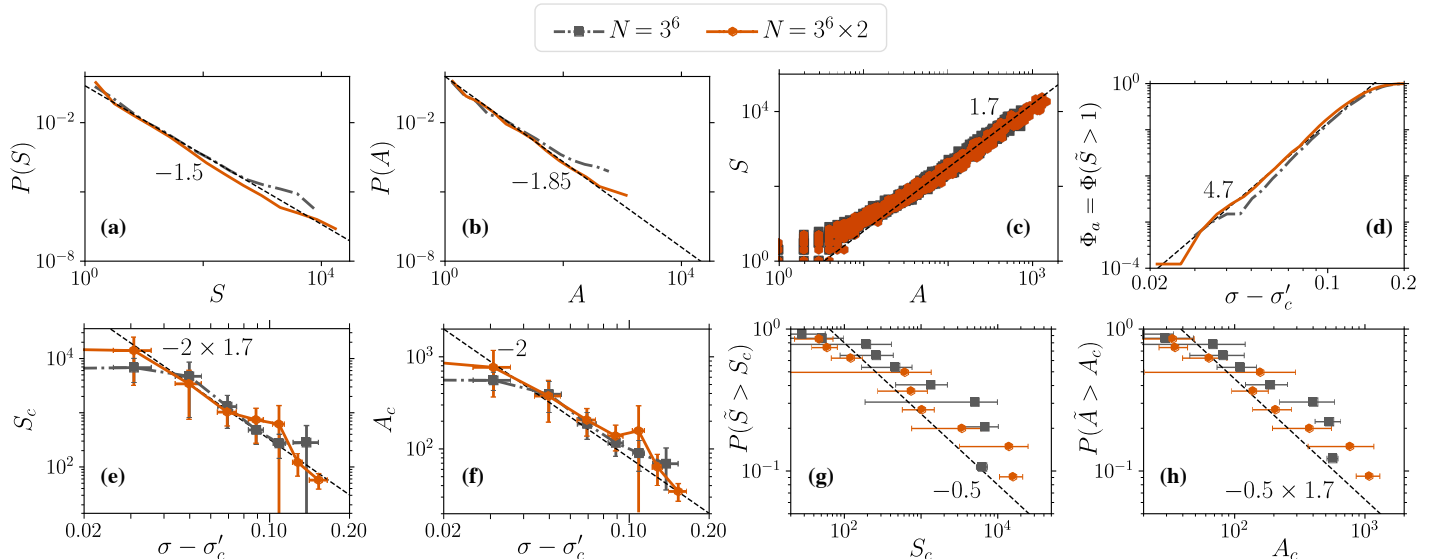 N = 3^6 N = 3^6 × 2
P(S)
10^−2
10^−8
10^0
10^4
−1.5
(a)
S
P(A)
10^−2
10^−8
10^0
10^4
−1.85
(b)
A
S
10^4
10^0
10^0
10^3
1.7
(c)
A
Φ_a = Φ(S̃ > 1)
10^0
10^−4
0.02
0.1
0.2
4.7
(d)
σ − σ′_c
S_c
10^4
10^2
0.02
0.10
0.20
−2 × 1.7
(e)
σ − σ′_c
A_c
10^3
10^2
0.02
0.10
0.20
−2
(f)
σ − σ′_c
P(S̃ > S_c)
10^0
10^−1
10^2
10^4
−0.5
(g)
S_c
P(Ã > A_c)
10^0
10^−1
10^2
10^3
−0.5 × 1.7
(h)
A_c